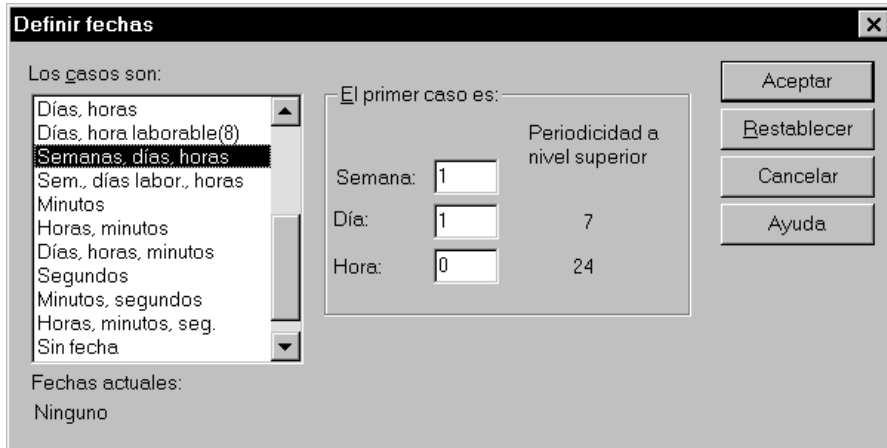 Definir fechas
Los casos son:
Días, horas
Días, hora laborable(8)
Semanas, días, horas
Sem., días labor., horas
Minutos
Horas, minutos
Días, horas, minutos
Segundos
Minutos, segundos
Horas, minutos, seg.
Sin fecha
Fechas actuales:
Ninguno
El primer caso es:
Periodicidad a
nivel superior
Semana: 1
Día: 1 7
Hora: 0 24
Aceptar
Restablecer
Cancelar
Ayuda